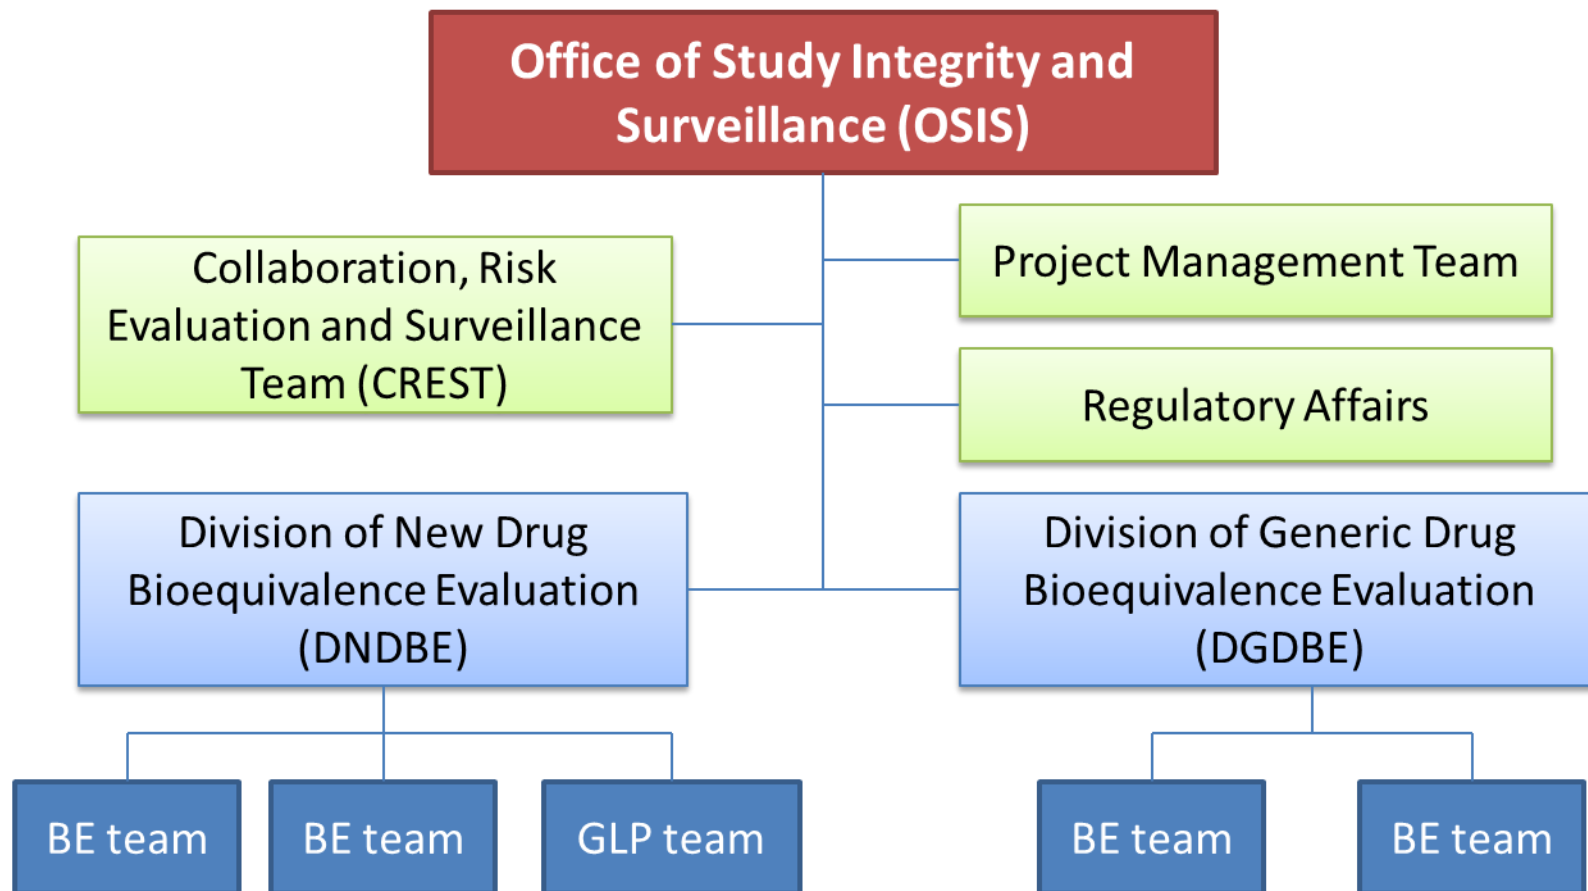 Office of Study Integrity and
Surveillance (OSIS)
Project Management Team
Collaboration, Risk
Evaluation and Surveillance
Team (CREST)
Regulatory Affairs
Division of New Drug
Bioequivalence Evaluation
(DNDBE)
Division of Generic Drug
Bioequivalence Evaluation
(DGDBE)
BE team
BE team
GLP team
BE team
BE team